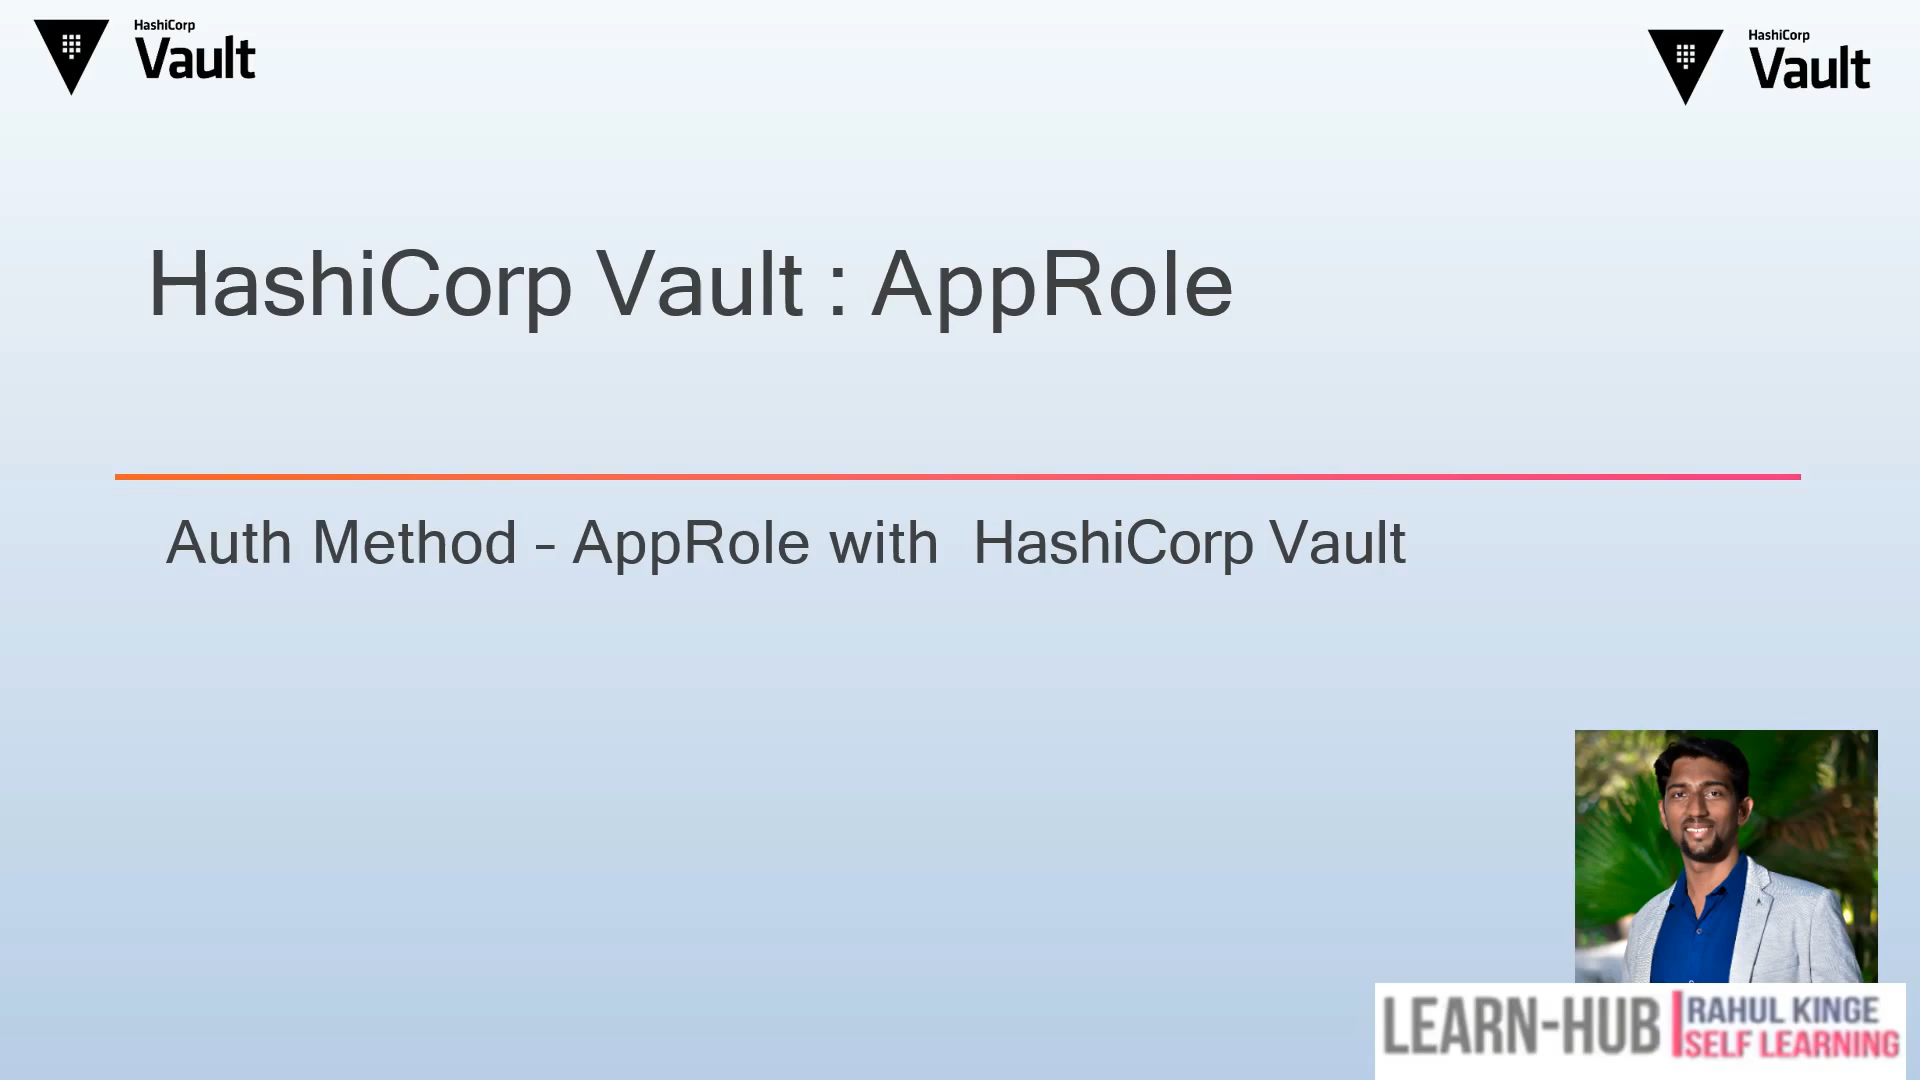 HashiCorp
Vault
HashiCorp
Vault
HashiCorp Vault : AppRole
Auth Method – AppRole with  HashiCorp Vault
LEARN-HUB
RAHUL KINGE
SELF LEARNING